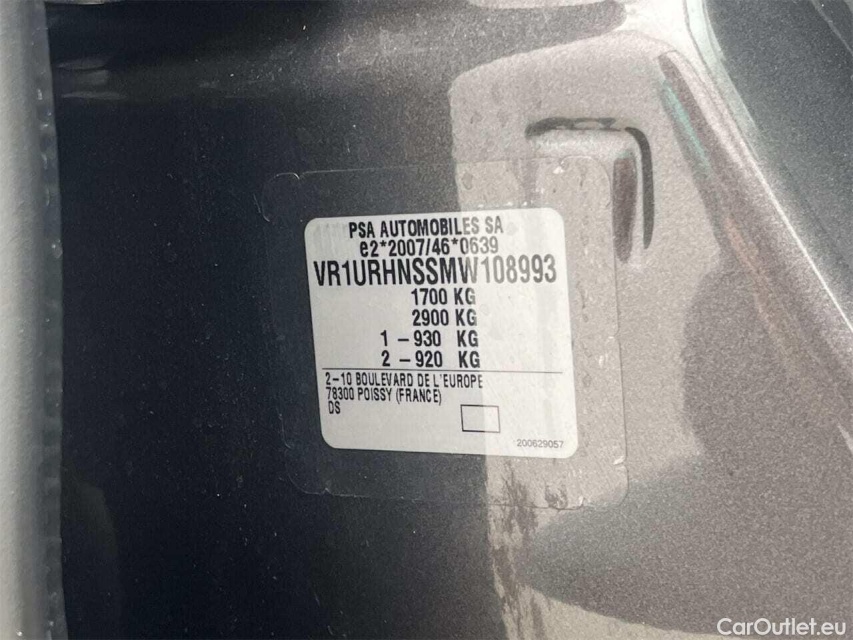 PSA AUTOMOBILES SA
e2*2007/46*0639
VR1URHNSSMW108993
1700 KG
2900 KG
1 – 930 KG
2 – 920 KG
2–10 BOULEVARD DE L'EUROPE
78300 POISSY (FRANCE)
DS
200629057
CarOutlet.eu